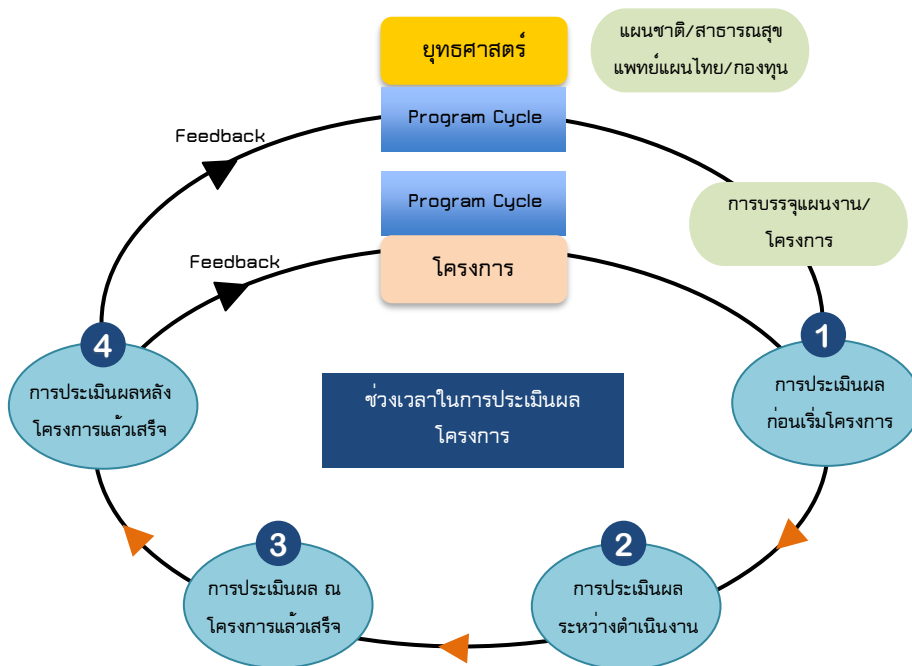 ยุทธศาสตร์
แผนชาติ/สาธารณสุข
แพทย์แผนไทย/กองทุน
Program Cycle
Feedback
Program Cycle
การบรรจุแผนงาน/
โครงการ
Feedback
โครงการ
4
การประเมินผลหลัง
โครงการแล้วเสร็จ
ช่วงเวลาในการประเมินผล
โครงการ
1
การประเมินผล
ก่อนเริ่มโครงการ
3
การประเมินผล ณ
โครงการแล้วเสร็จ
2
การประเมินผล
ระหว่างดำเนินงาน